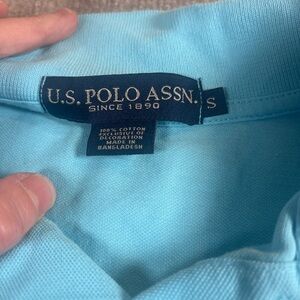 U.S. POLO ASSN.
SINCE 1890
S
100% COTTON
EXCLUSIVE OF
DECORATION
MADE IN
BANGLADESH